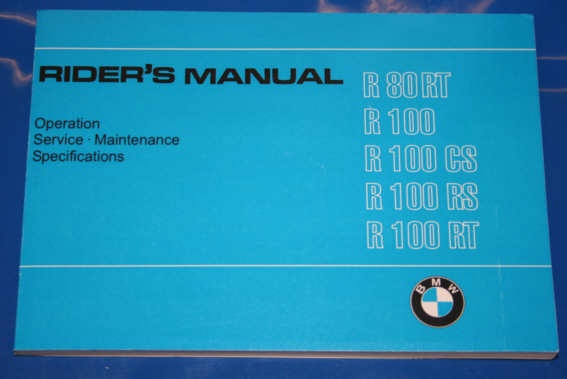 RIDER'S MANUAL
Operation
Service · Maintenance
Specifications
R 80 RT
R 100
R 100 CS
R 100 RS
R 100 RT
BMW